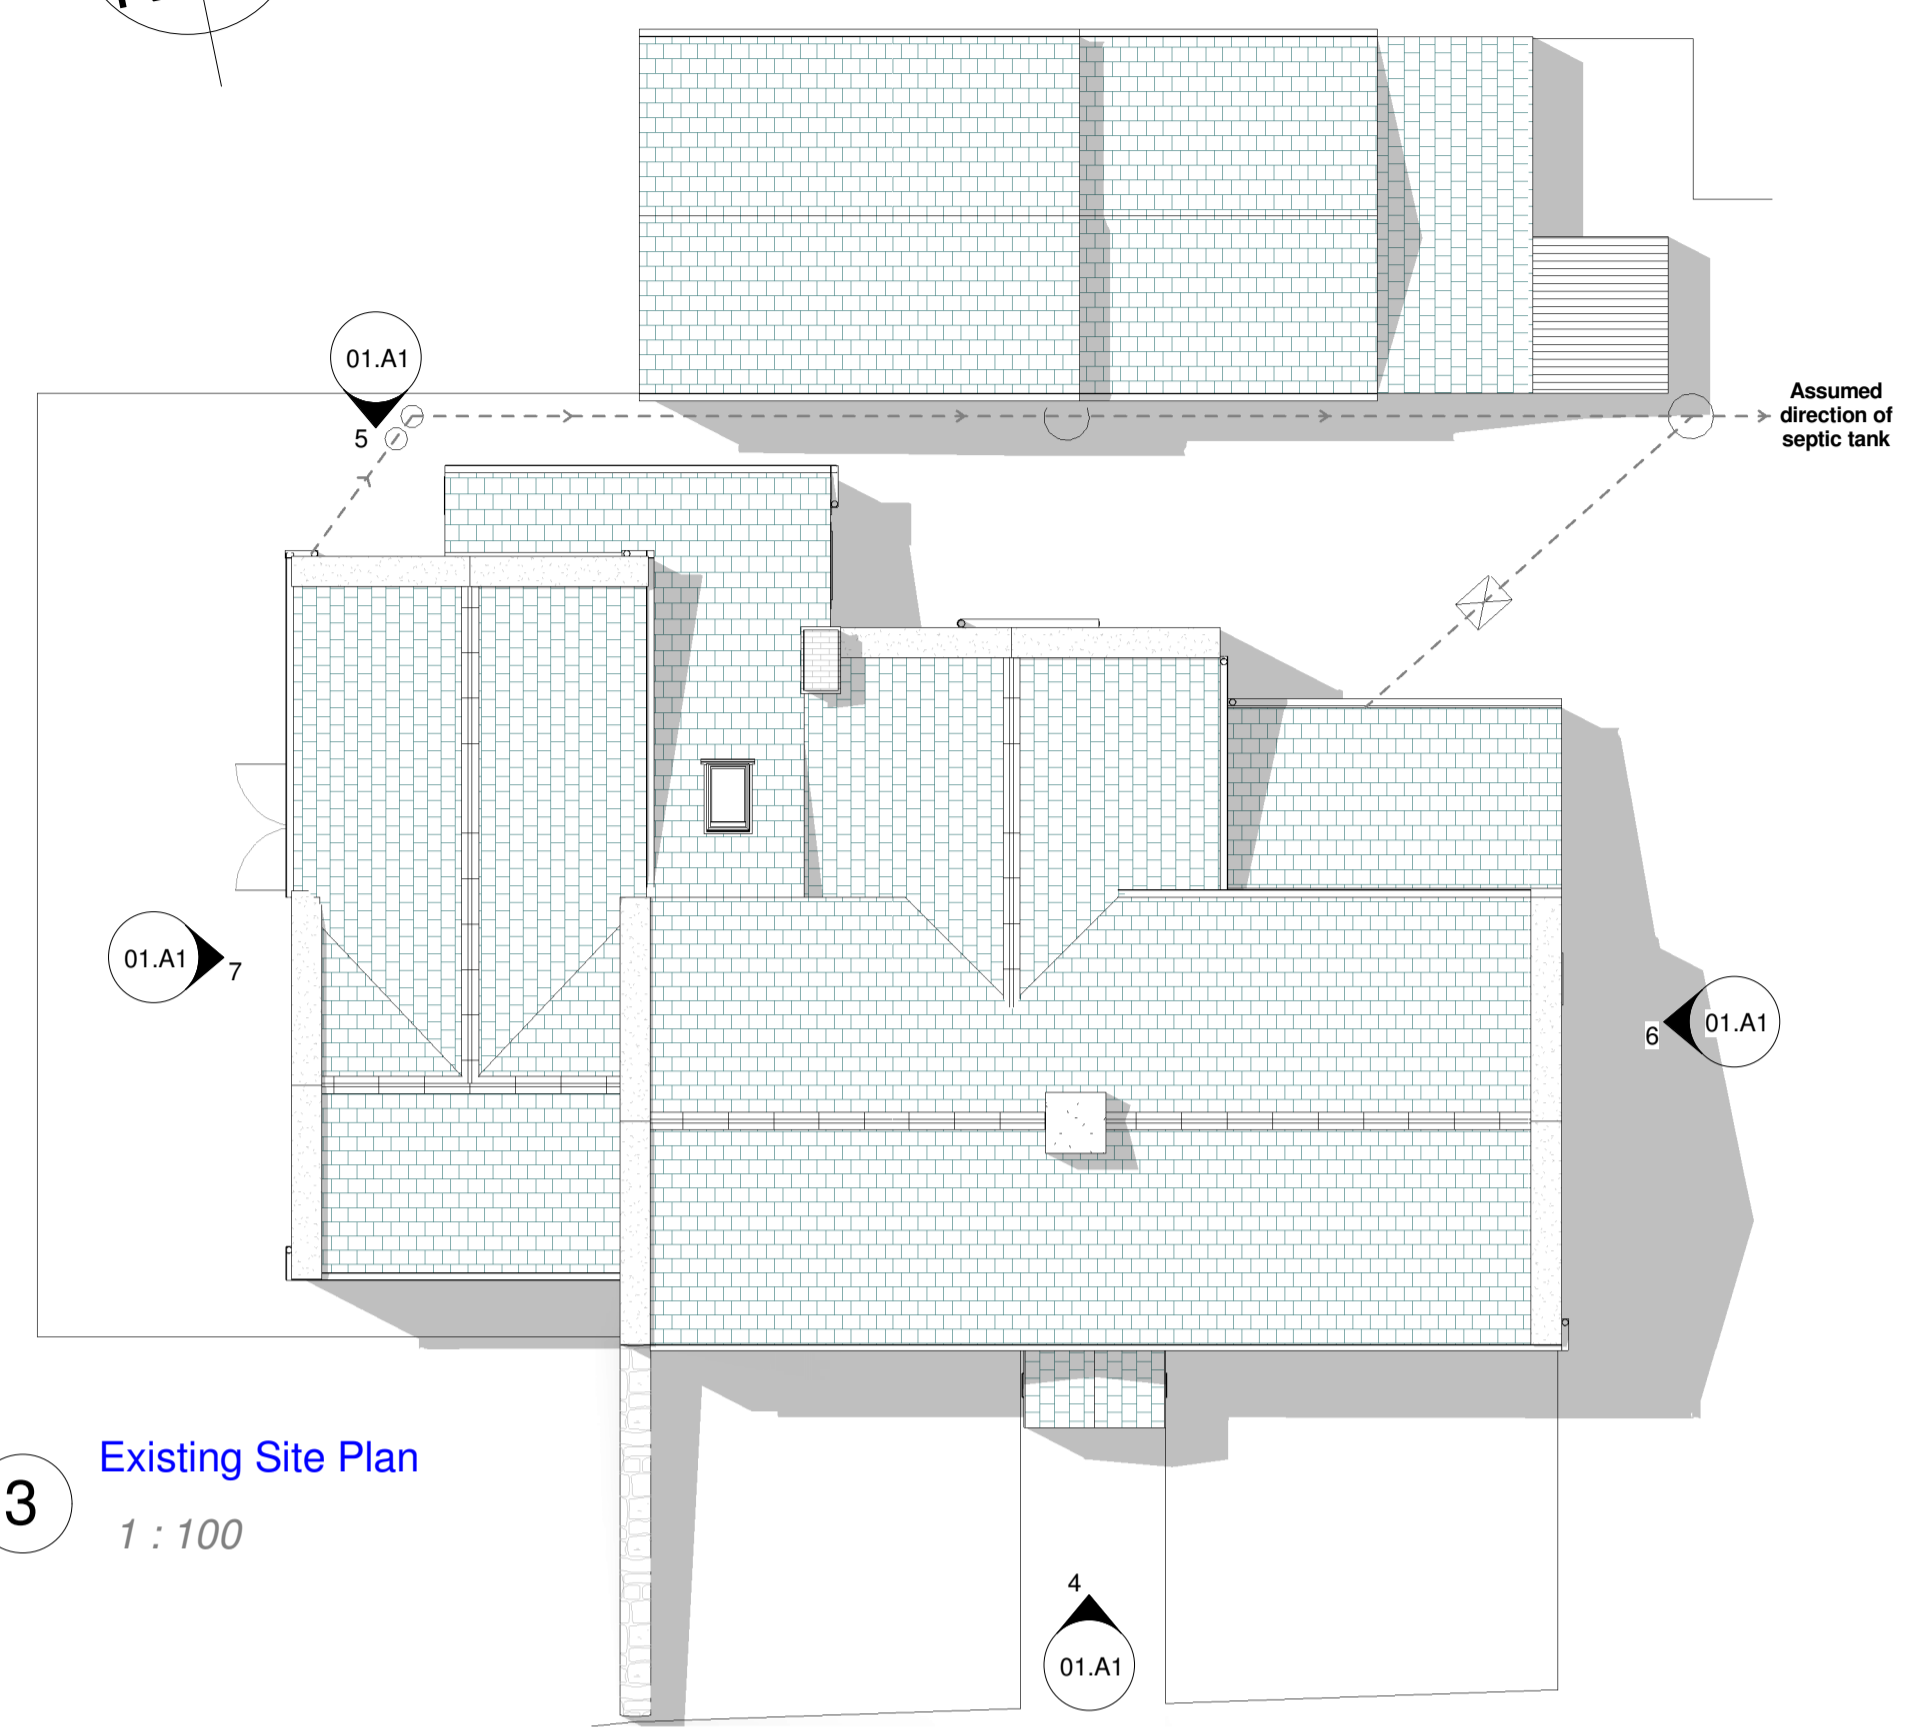 01.A1
5
Assumed
direction of
septic tank
01.A1
7
6
01.A1
3
Existing Site Plan
1 : 100
4
01.A1